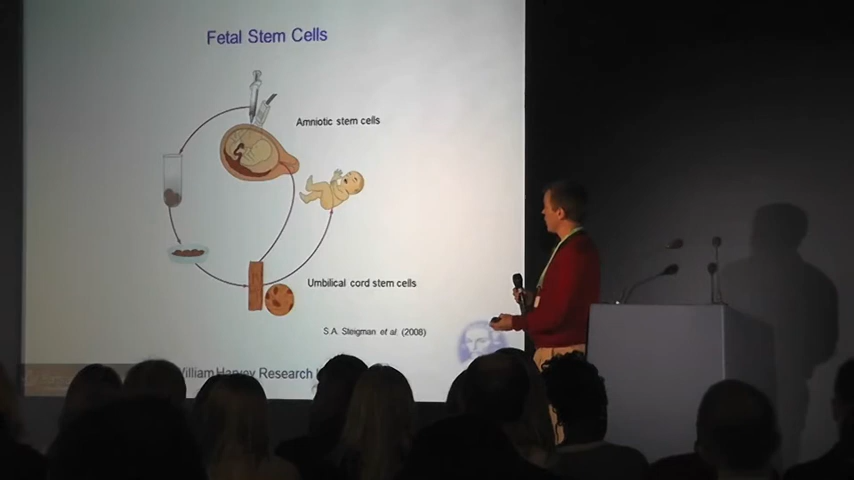 Fetal Stem Cells
Amniotic stem cells
Umbilical cord stem cells
S.A. Steigman et al. (2008)
William Harvey Research